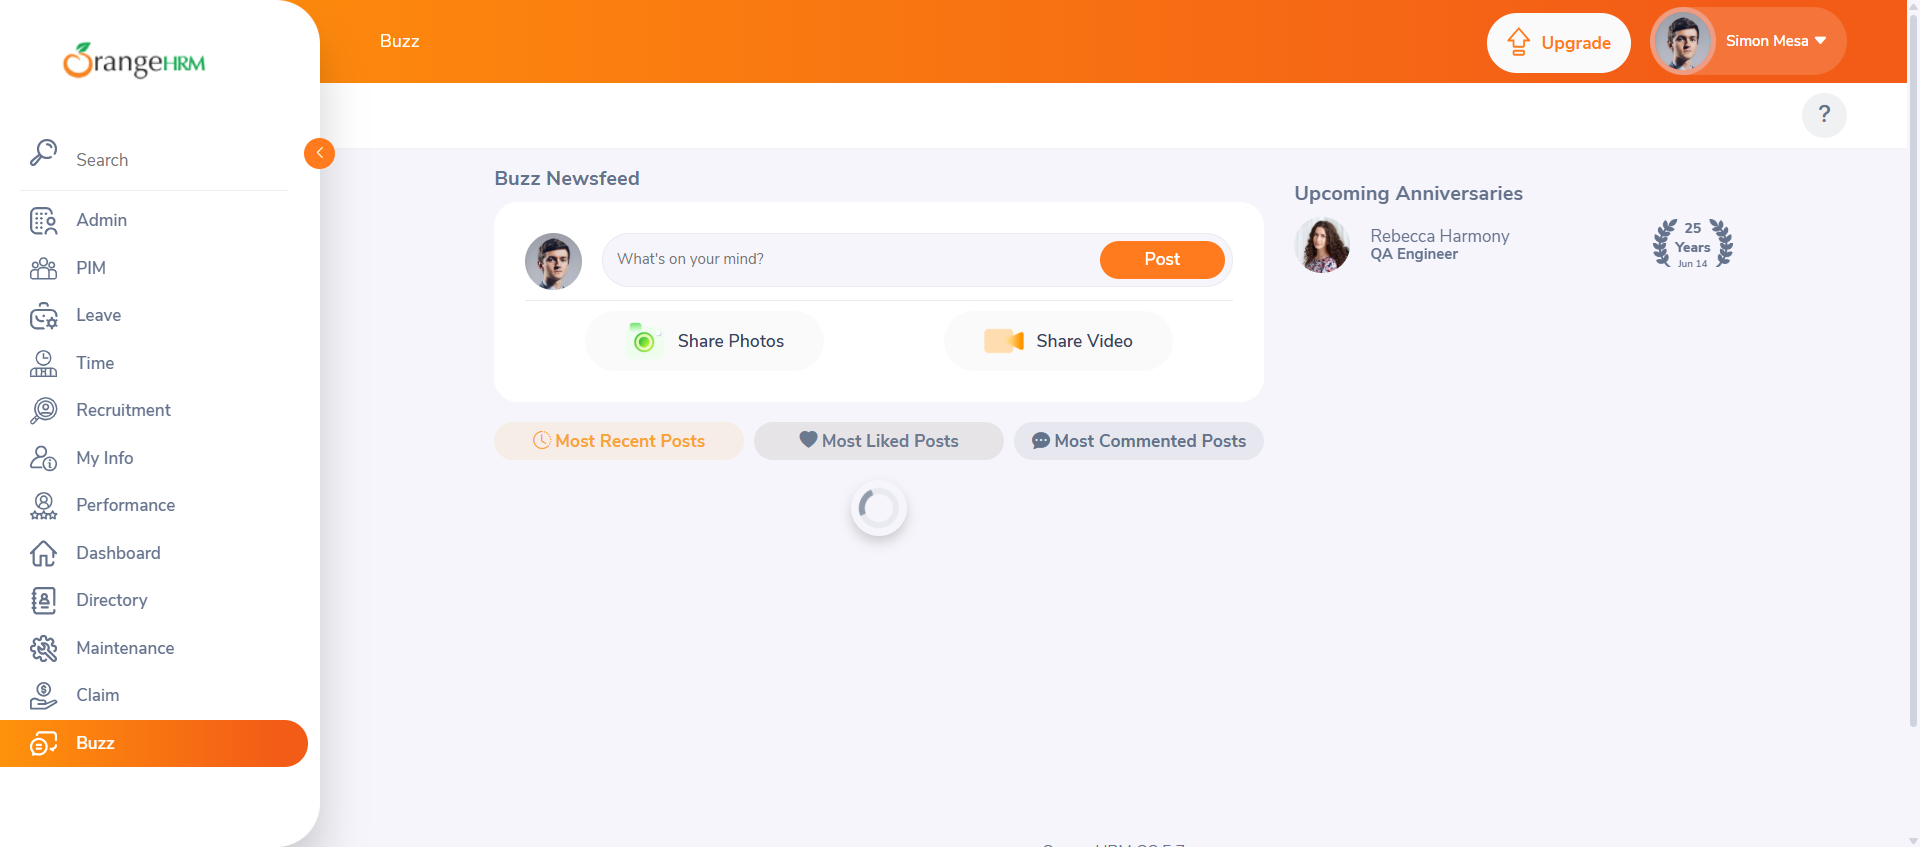 OrangeHRM
Buzz
Upgrade
Simon Mesa
?
Search
Admin
PIM
Leave
Time
Recruitment
My Info
Performance
Dashboard
Directory
Maintenance
Claim
Buzz
Buzz Newsfeed
What's on your mind?
Post
Share Photos
Share Video
Most Recent Posts
Most Liked Posts
Most Commented Posts
Upcoming Anniversaries
Rebecca Harmony
QA Engineer
25
Years
Jun 14